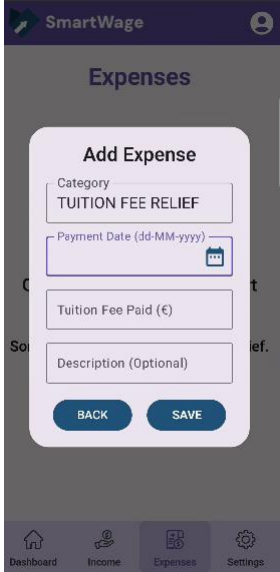 SmartWage
Expenses
Add Expense
Category
TUITION FEE RELIEF
Payment Date (dd-MM-yyyy)
Tuition Fee Paid (€)
Description (Optional)
BACK SAVE
Dashboard Income Expenses Settings